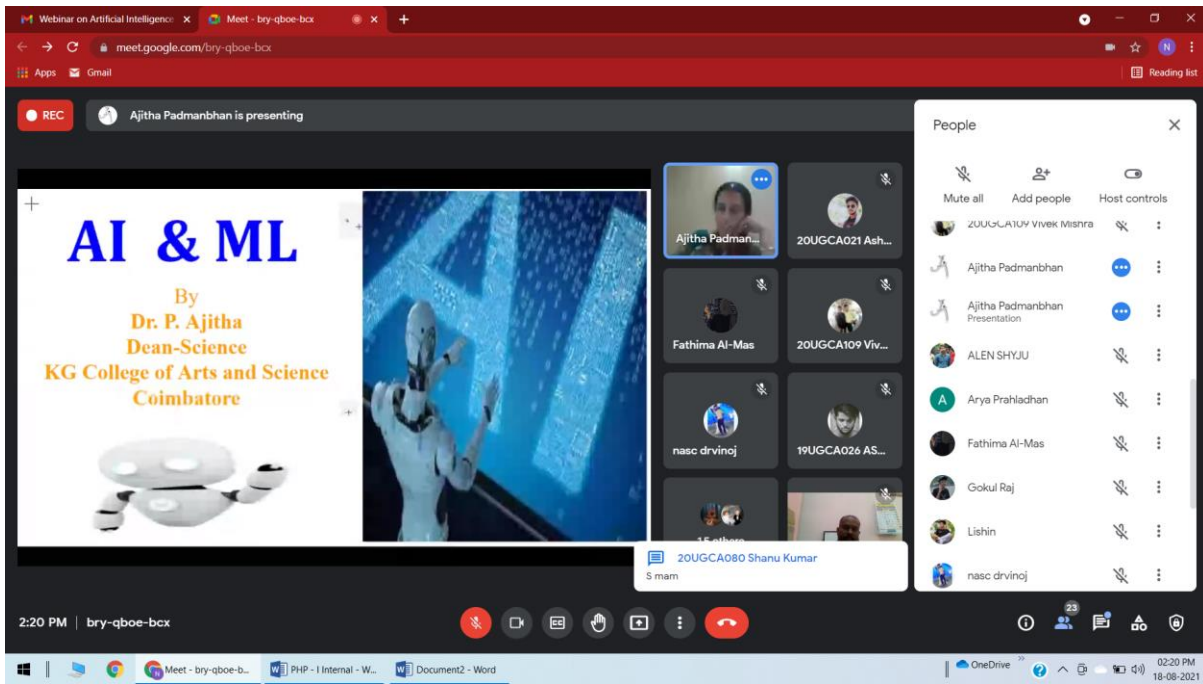 Webinar on Artificial Intelligence
Meet - bry-qboe-bcx
meet.google.com/bry-qboe-bcx
N
Apps
Gmail
Reading list
REC
Ajitha Padmanbhan is presenting
AI & ML
By
Dr. P. Ajitha
Dean-Science
KG College of Arts and Science
Coimbatore
AI
Ajitha Padman...
20UGCA021 Ash...
Fathima Al-Mas
20UGCA109 Viv...
nasc drvinoj
19UGCA026 AS...
15 others
20UGCA080 Shanu Kumar
S mam
People
Mute all
Add people
Host controls
20UGCA109 Vivek Mishra
Ajitha Padmanbhan
Ajitha Padmanbhan
Presentation
ALEN SHYJU
A
Arya Prahladhan
Fathima Al-Mas
Gokul Raj
Lishin
nasc drvinoj
2:20 PM | bry-qboe-bcx
CC
23
Meet - bry-qboe-b...
PHP - I Internal - W...
Document2 - Word
OneDrive
02:20 PM
18-08-2021